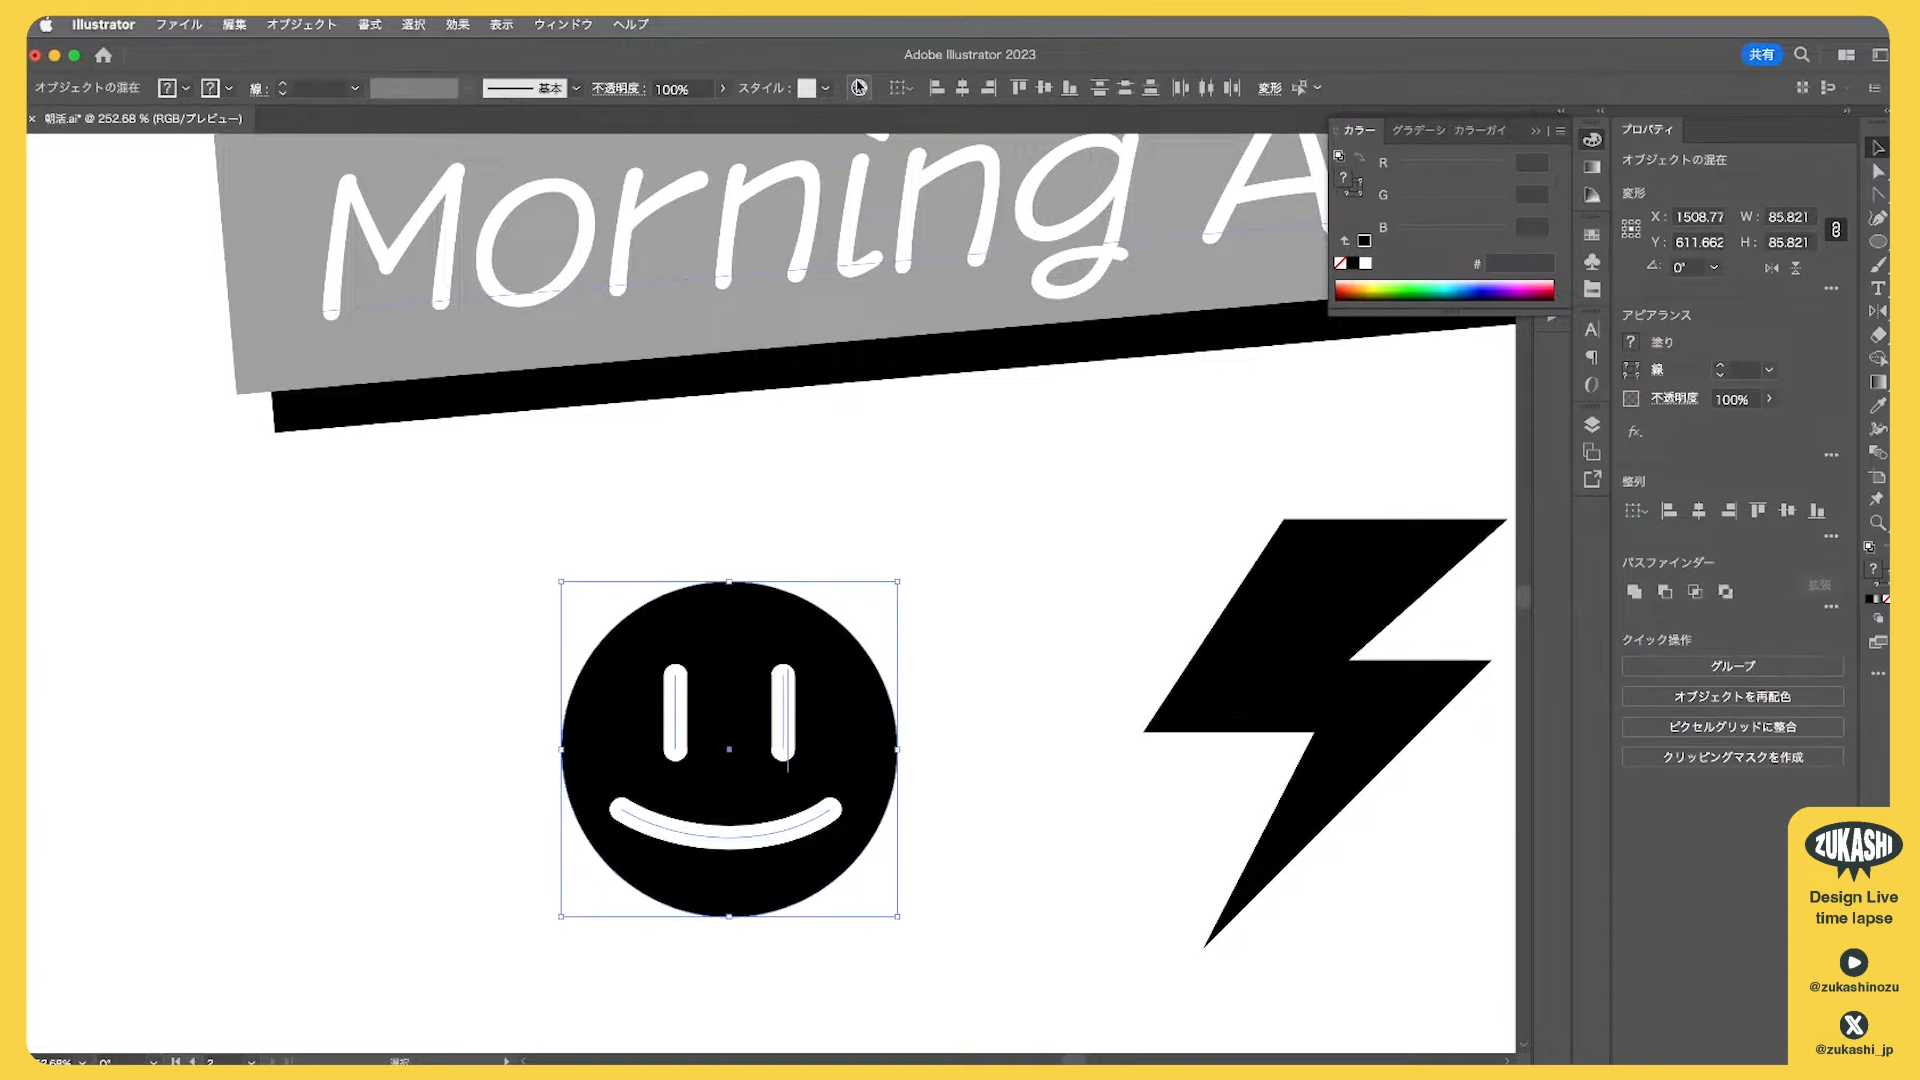 Illustrator ファイル 編集 オブジェクト 書式 選択 効果 表示 ウィンドウ ヘルプ
Adobe Illustrator 2023
共有
オブジェクトの混在 ? ? 線: 基本 不透明度: 100% スタイル: 変形
× 朝活.ai* @ 252.68 % (RGB/プレビュー)
Morning A
カラー グラデーシ カラーガイ
R
G
B
#
プロパティ
オブジェクトの混在
変形
X: 1508.77 W: 85.821
Y: 611.662 H: 85.821
0°
アピアランス
? 塗り
線
不透明度 100%
fx.
整列
パスファインダー
拡張
クイック操作
グループ
オブジェクトを再配色
ピクセルグリッドに整合
クリッピングマスクを作成
0° 2 選択
ZUKASHI
Design Live
time lapse
@zukashinozu
@zukashi_jp